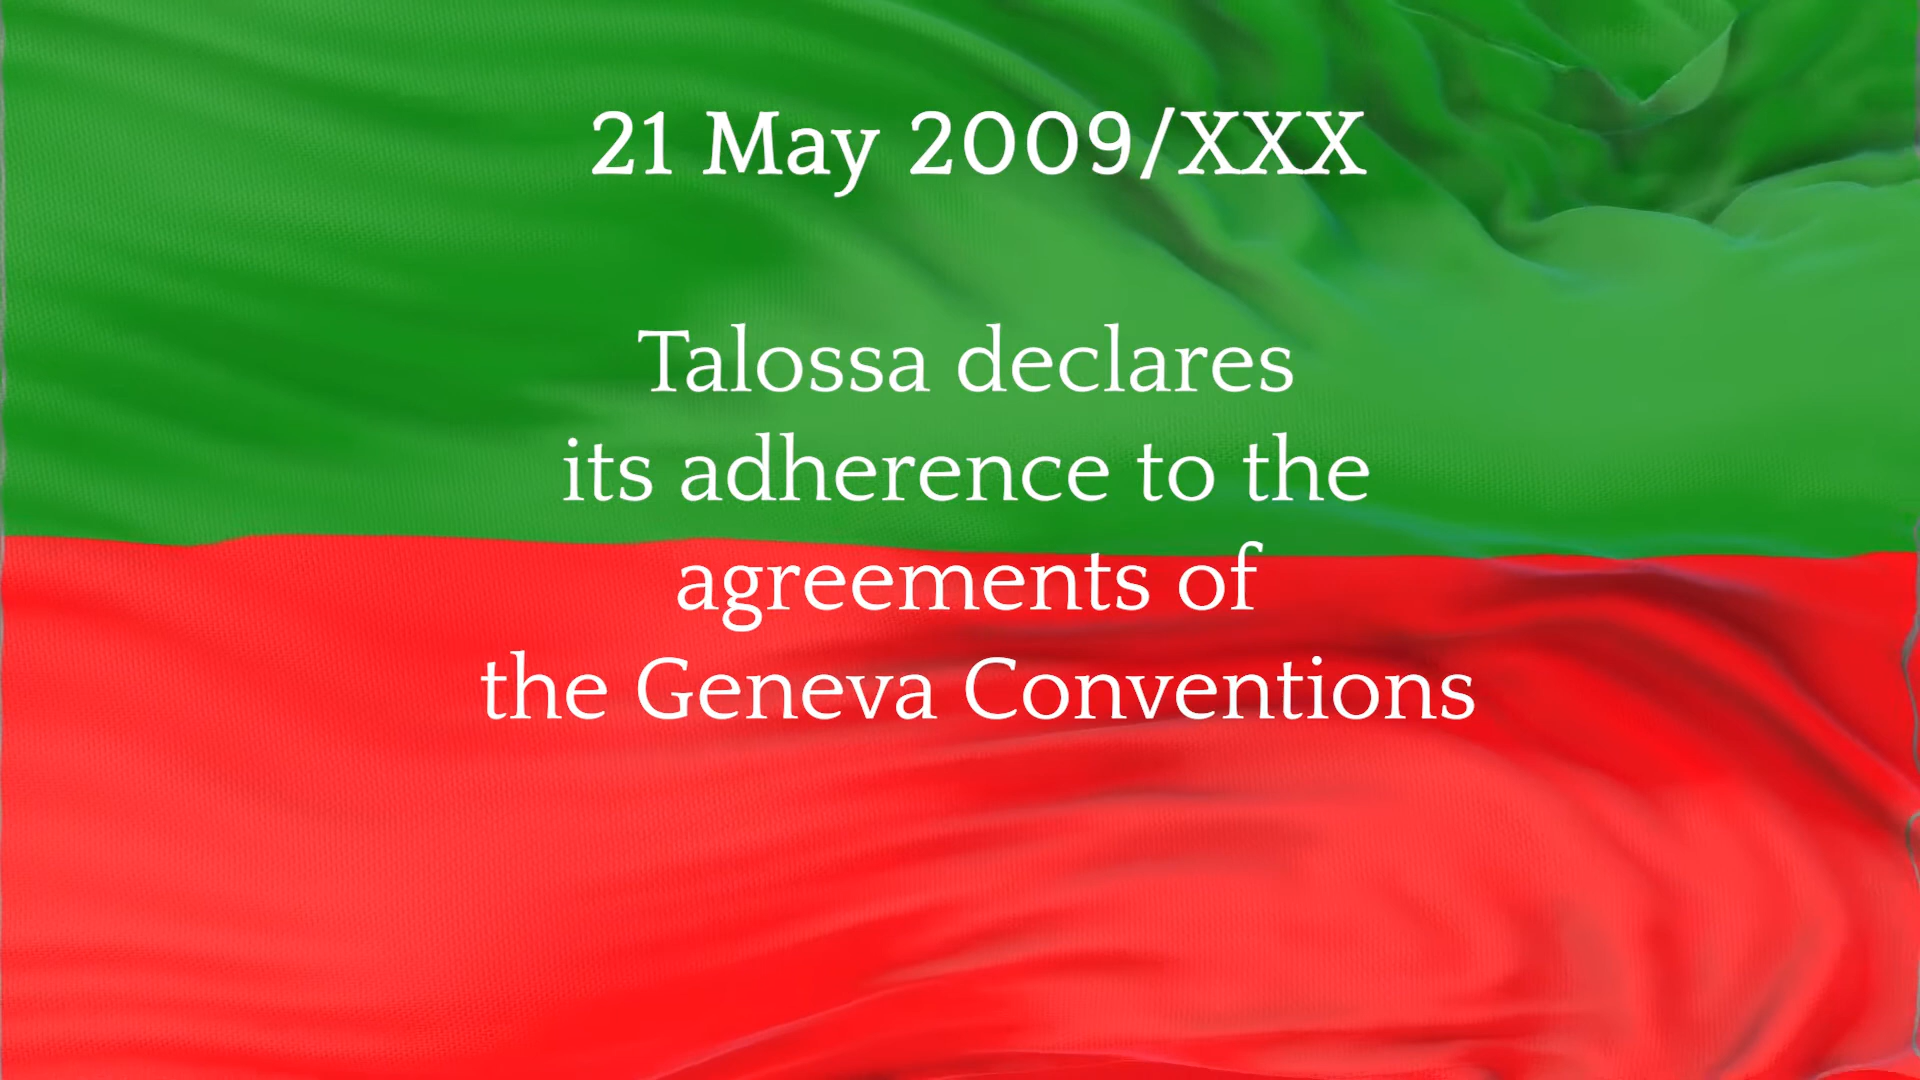 21 May 2009/XXX
Talossa declares
its adherence to the
agreements of
the Geneva Conventions